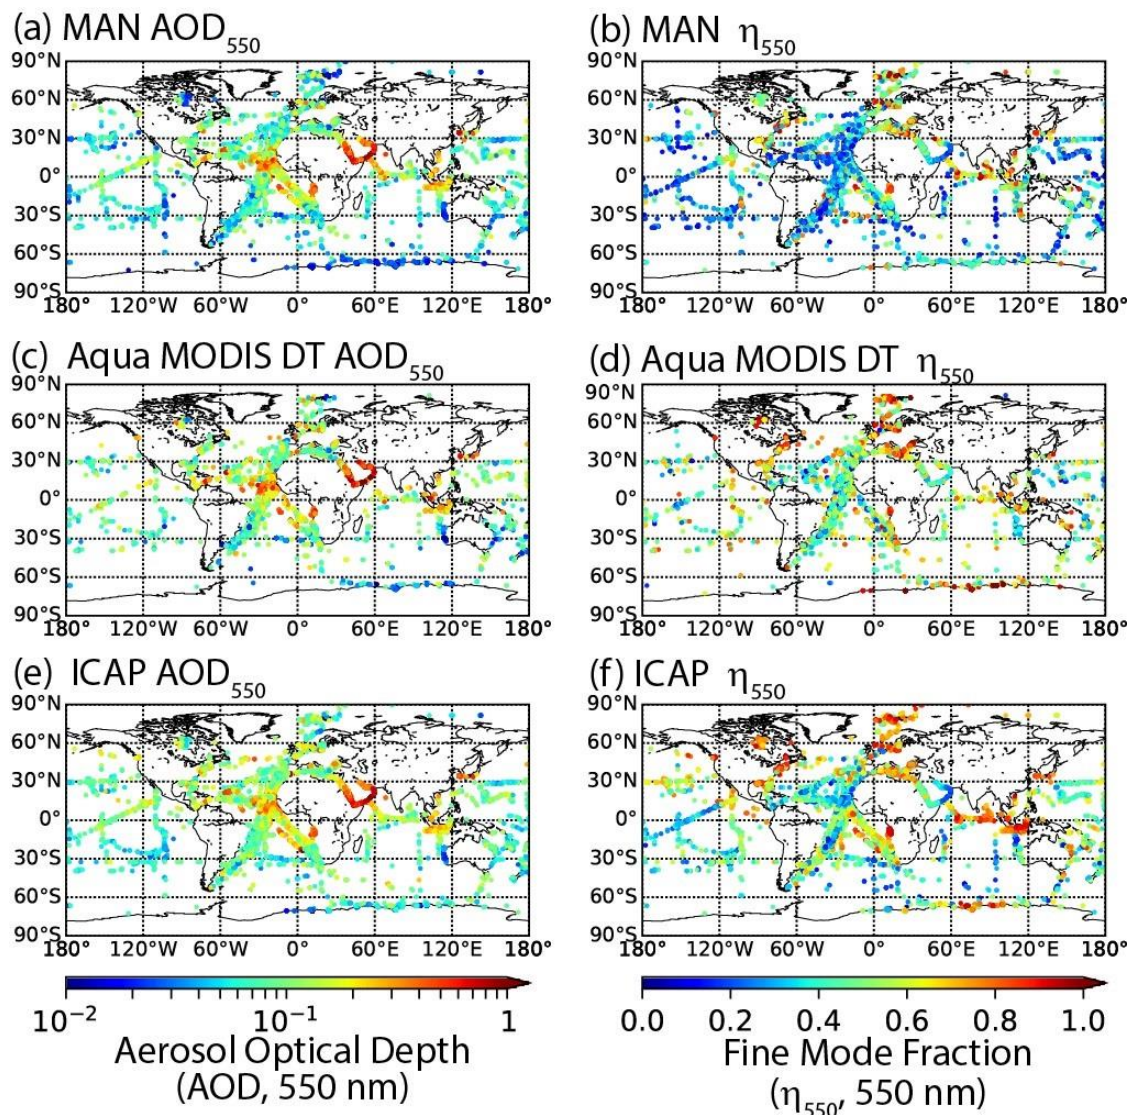 (a) MAN AOD550
(b) MAN η550
90°N
60°N
30°N
0°
30°S
60°S
90°S
180° 120°W 60°W 0° 60°E 120°E 180°
90°N
60°N
30°N
0°
30°S
60°S
90°S
180° 120°W 60°W 0° 60°E 120°E 180°
(c) Aqua MODIS DT AOD550
(d) Aqua MODIS DT η550
90°N
60°N
30°N
0°
30°S
60°S
90°S
180° 120°W 60°W 0° 60°E 120°E 180°
90°N
60°N
30°N
0°
30°S
60°S
90°S
180° 120°W 60°W 0° 60°E 120°E 180°
(e) ICAP AOD550
(f) ICAP η550
90°N
60°N
30°N
0°
30°S
60°S
90°S
180° 120°W 60°W 0° 60°E 120°E 180°
90°N
60°N
30°N
0°
30°S
60°S
90°S
180° 120°W 60°W 0° 60°E 120°E 180°
10−2 10−1 1
Aerosol Optical Depth
(AOD, 550 nm)
0.0 0.2 0.4 0.6 0.8 1.0
Fine Mode Fraction
(η550, 550 nm)